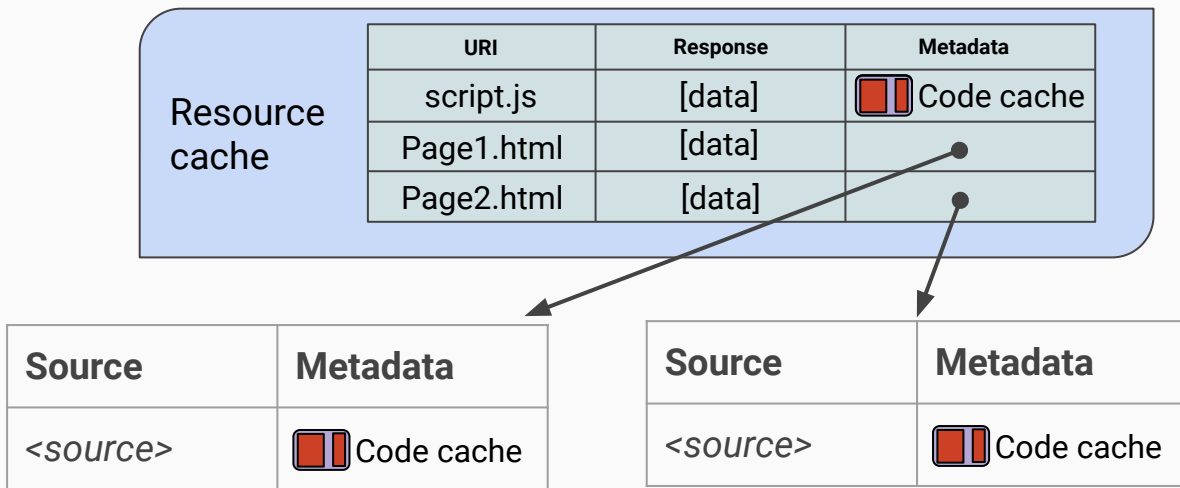 URI Response Metadata
script.js [data] Code cache
Resource
cache
Page1.html [data]
Page2.html [data]
Source Metadata
<source> Code cache
Source Metadata
<source> Code cache